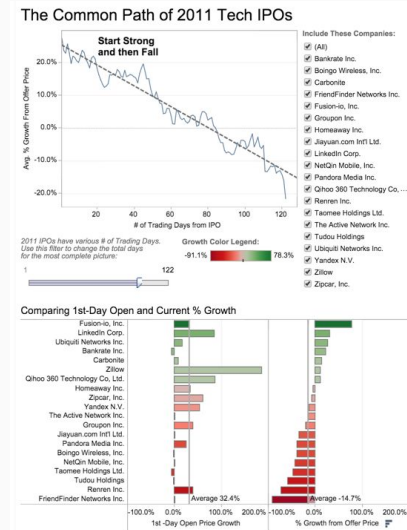 The Common Path of 2011 Tech IPOs
Start Strong
and then Fall
Avg. % Growth From Offer Price
20.0%
10.0%
0.0%
-10.0%
-20.0%
20 40 60 80 100 120
# of Trading Days from IPO
Include These Companies:
(All)
Bankrate Inc.
Boingo Wireless, Inc.
Carbonite
FriendFinder Networks Inc.
Fusion-io, Inc.
Groupon Inc.
Homeaway Inc.
Jiayuan.com Int'l Ltd.
LinkedIn Corp.
NetQin Mobile, Inc.
Pandora Media Inc.
Qihoo 360 Technology Co, ...
Renren Inc.
Taomee Holdings Ltd.
The Active Network Inc.
Tudou Holdings
Ubiquiti Networks Inc.
Yandex N.V.
Zillow
Zipcar, Inc.
2011 IPOs have various # of Trading Days.
Use this filter to change the total days
for the most complete picture:
1 122
Growth Color Legend:
-91.1% 78.3%
Comparing 1st-Day Open and Current % Growth
Fusion-io, Inc.
LinkedIn Corp.
Ubiquiti Networks Inc.
Bankrate Inc.
Carbonite
Zillow
Qihoo 360 Technology Co, Ltd.
Homeaway Inc.
Zipcar, Inc.
Yandex N.V.
The Active Network Inc.
Groupon Inc.
Jiayuan.com Int'l Ltd.
Pandora Media Inc.
Boingo Wireless, Inc.
NetQin Mobile, Inc.
Taomee Holdings Ltd.
Tudou Holdings
Renren Inc.
FriendFinder Networks Inc.
Average 32.4%
Average -14.7%
-100.0% 0.0% 100.0% 200.0%
-100.0% 0.0% 100.0% 200.0%
1st -Day Open Price Growth
% Growth from Offer Price